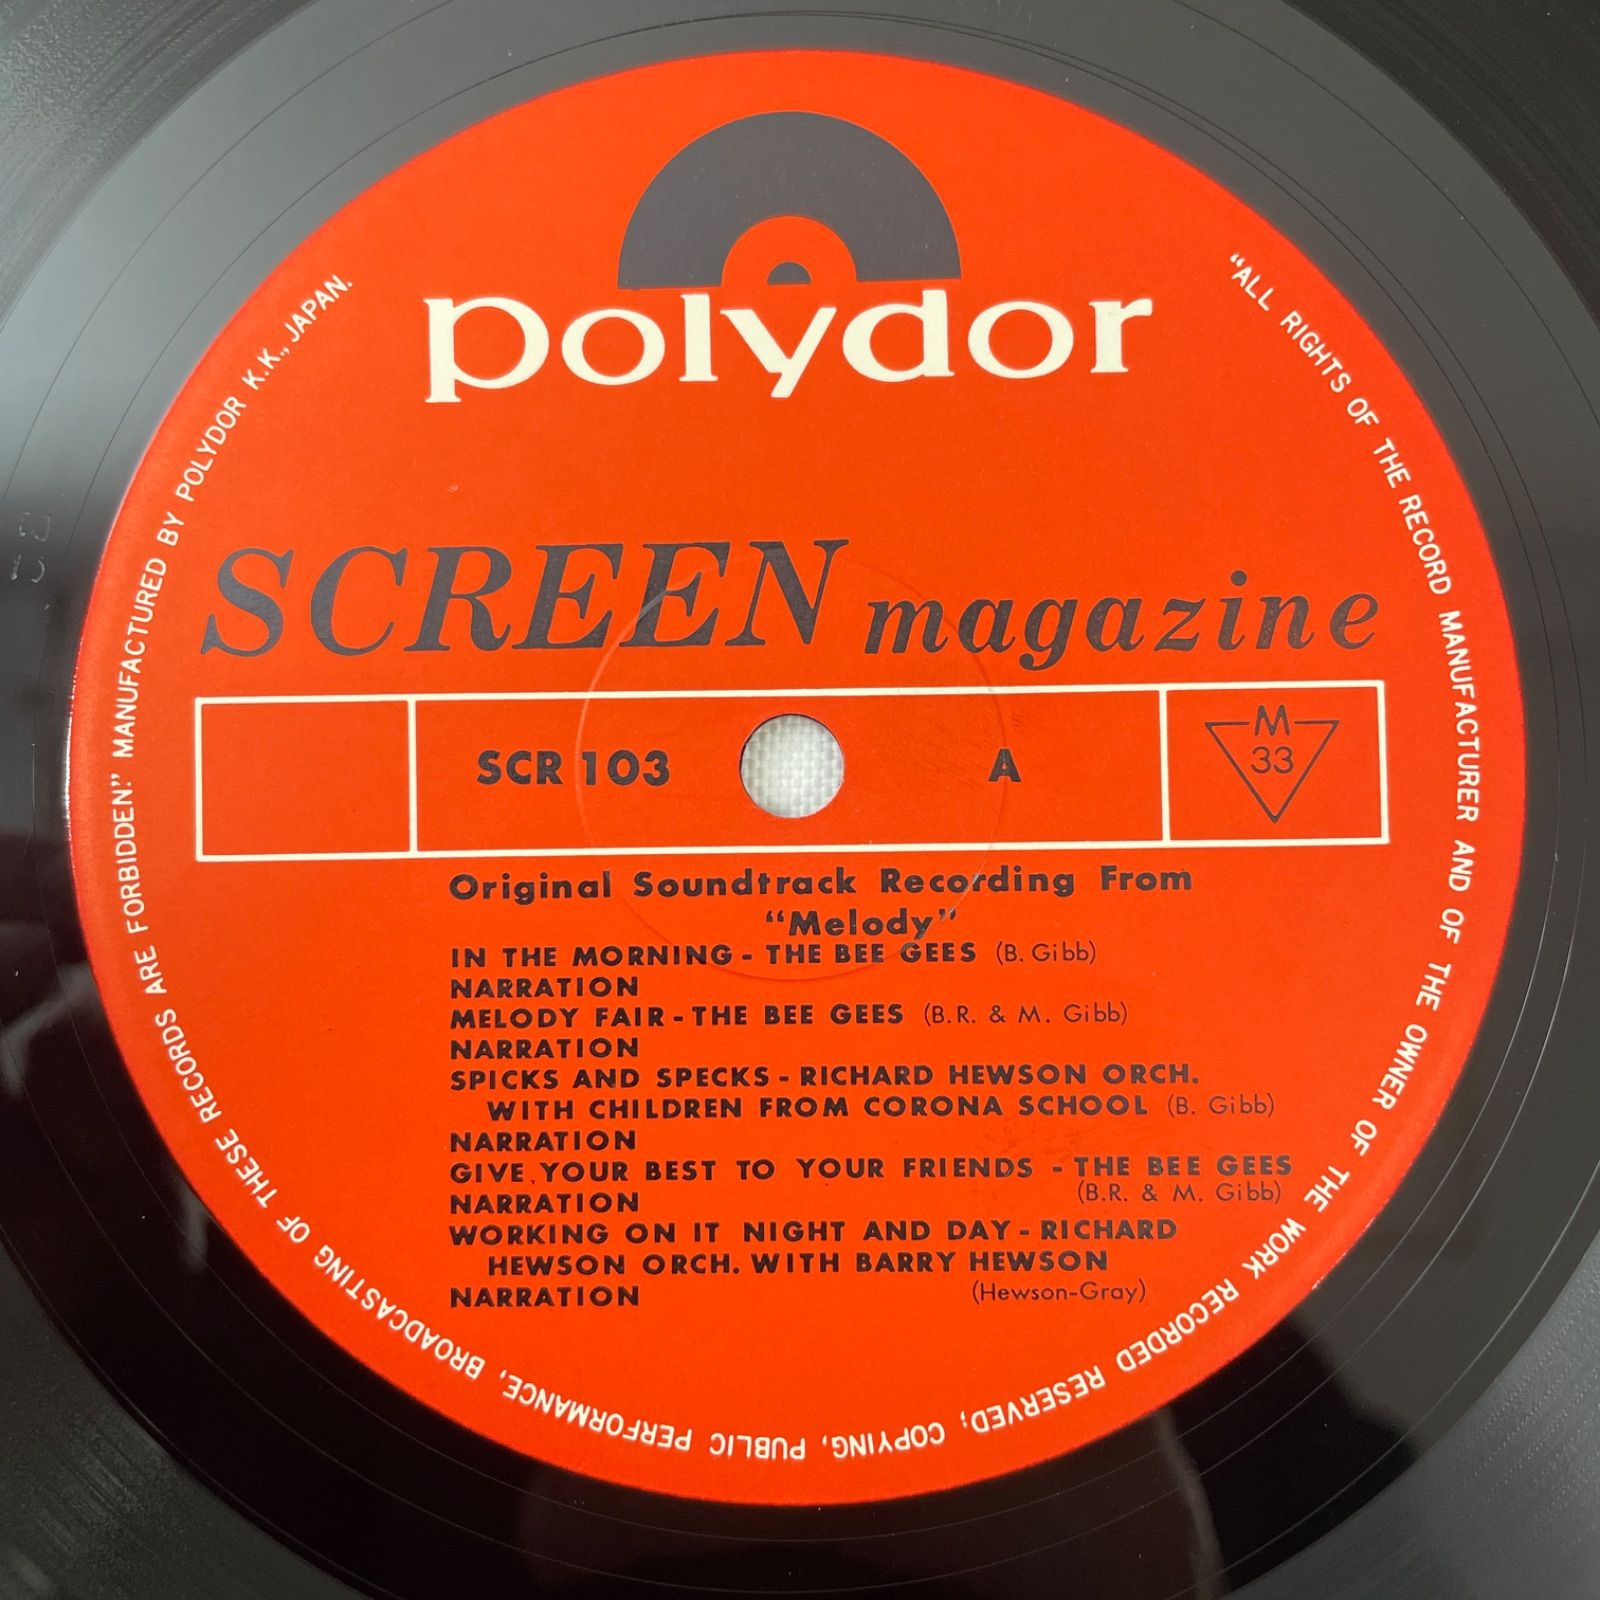 polydor
SCREEN magazine
SCR 103
A
M
33
Original Soundtrack Recording From
"Melody"
IN THE MORNING - THE BEE GEES (B. Gibb)
NARRATION
MELODY FAIR - THE BEE GEES (B.R. & M. Gibb)
NARRATION
SPICKS AND SPECKS - RICHARD HEWSON ORCH.
WITH CHILDREN FROM CORONA SCHOOL (B. Gibb)
NARRATION
GIVE YOUR BEST TO YOUR FRIENDS - THE BEE GEES
(B.R. & M. Gibb)
NARRATION
WORKING ON IT NIGHT AND DAY - RICHARD
HEWSON ORCH. WITH BARRY HEWSON
(Hewson-Gray)
NARRATION
"ALL RIGHTS OF THE RECORD MANUFACTURER AND OF THE OWNER OF THE WORK RECORDED RESERVED; COPYING, PUBLIC PERFORMANCE, BROADCASTING OF THESE RECORDS ARE FORBIDDEN." MANUFACTURED BY POLYDOR K.K., JAPAN.